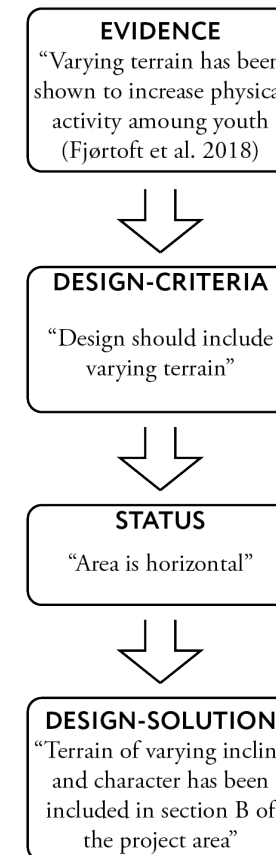 EVIDENCE
“Varying terrain has been
shown to increase physica
activity amoung youth
(Fjørtoft et al. 2018)
DESIGN-CRITERIA
“Design should include
varying terrain”
STATUS
“Area is horizontal”
DESIGN-SOLUTION
“Terrain of varying inclin
and character has been
included in section B of
the project area”